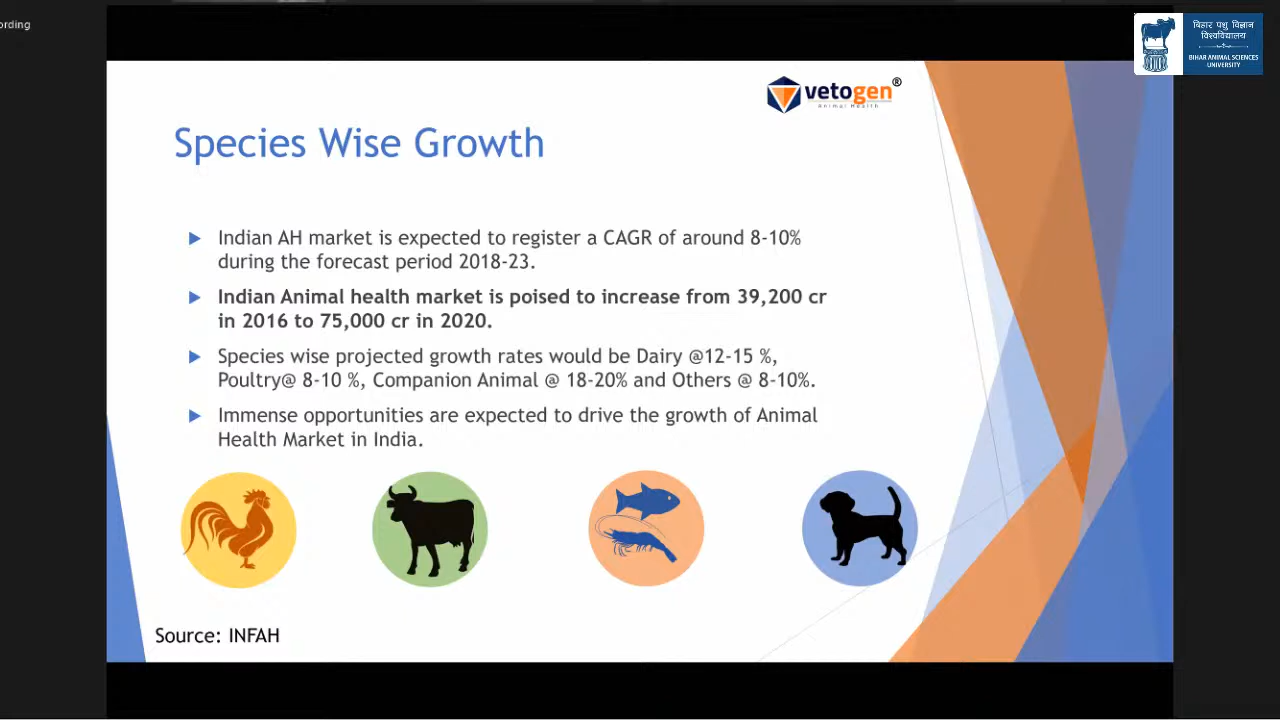 ording
बिहार पशु विज्ञान
विश्वविद्यालय
BIHAR ANIMAL SCIENCES
UNIVERSITY
vetogen®
Animal Health
Species Wise Growth
Indian AH market is expected to register a CAGR of around 8-10%
during the forecast period 2018-23.
Indian Animal health market is poised to increase from 39,200 cr
in 2016 to 75,000 cr in 2020.
Species wise projected growth rates would be Dairy @12-15 %,
Poultry@ 8-10 %, Companion Animal @ 18-20% and Others @ 8-10%.
Immense opportunities are expected to drive the growth of Animal
Health Market in India.
Source: INFAH